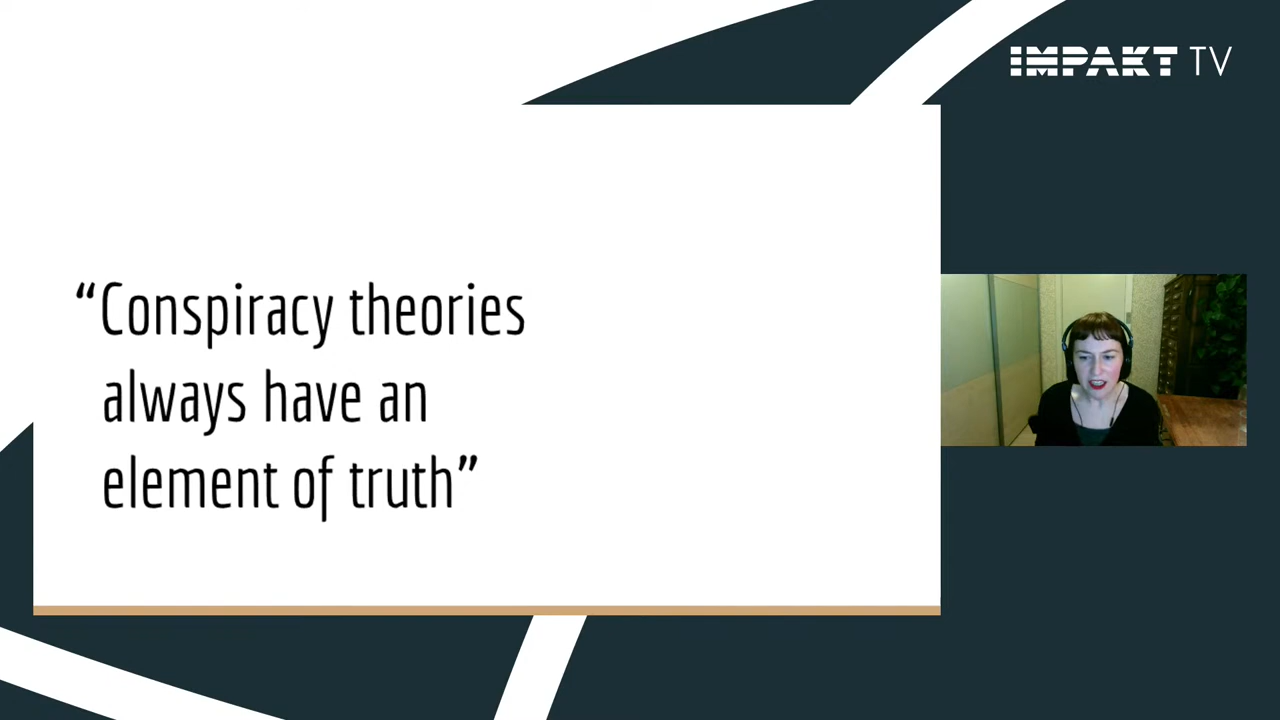 IMPAKT TV
“Conspiracy theories
always have an
element of truth”